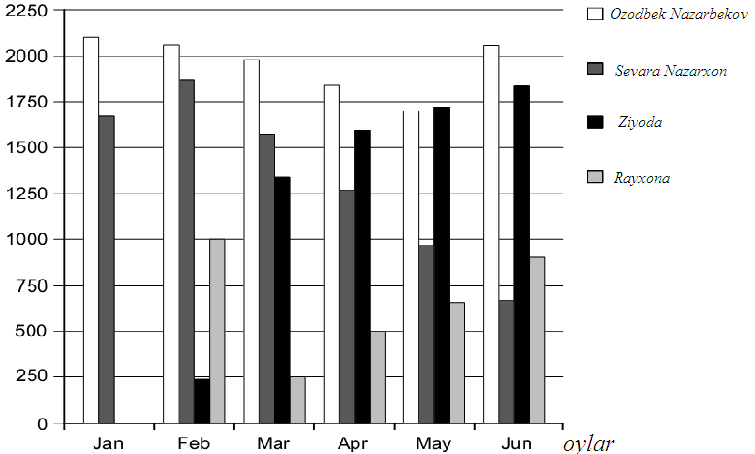 2250
2000
1750
1500
1250
1000
750
500
250
0
Jan Feb Mar Apr May Jun oylar
Ozodbek Nazarbekov
Sevara Nazarxon
Ziyoda
Rayxona